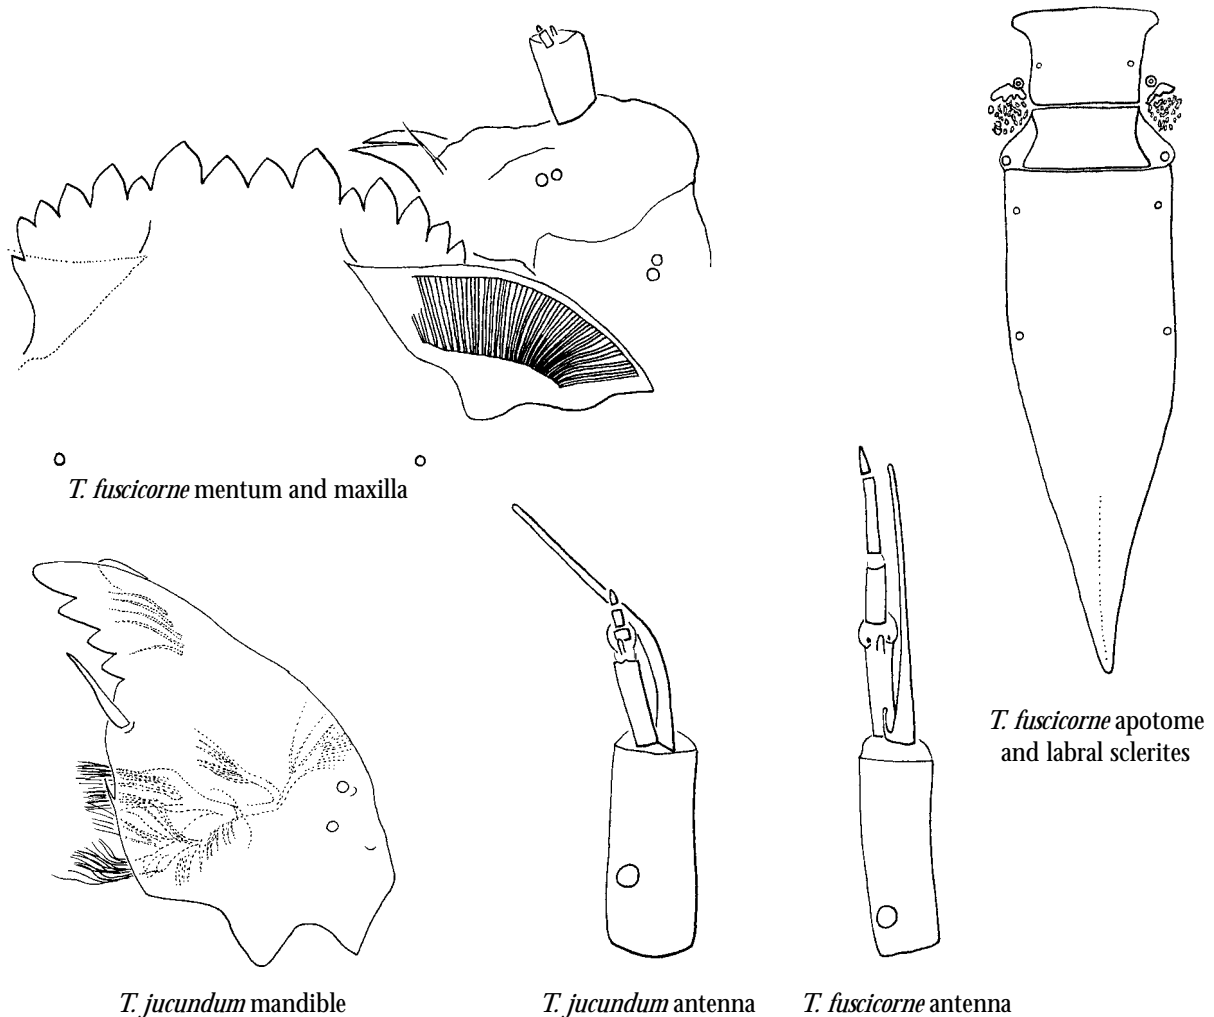 T. fuscicorne mentum and maxilla
T. fuscicorne apotome
and labral sclerites
T. jucundum mandible
T. jucundum antenna
T. fuscicorne antenna